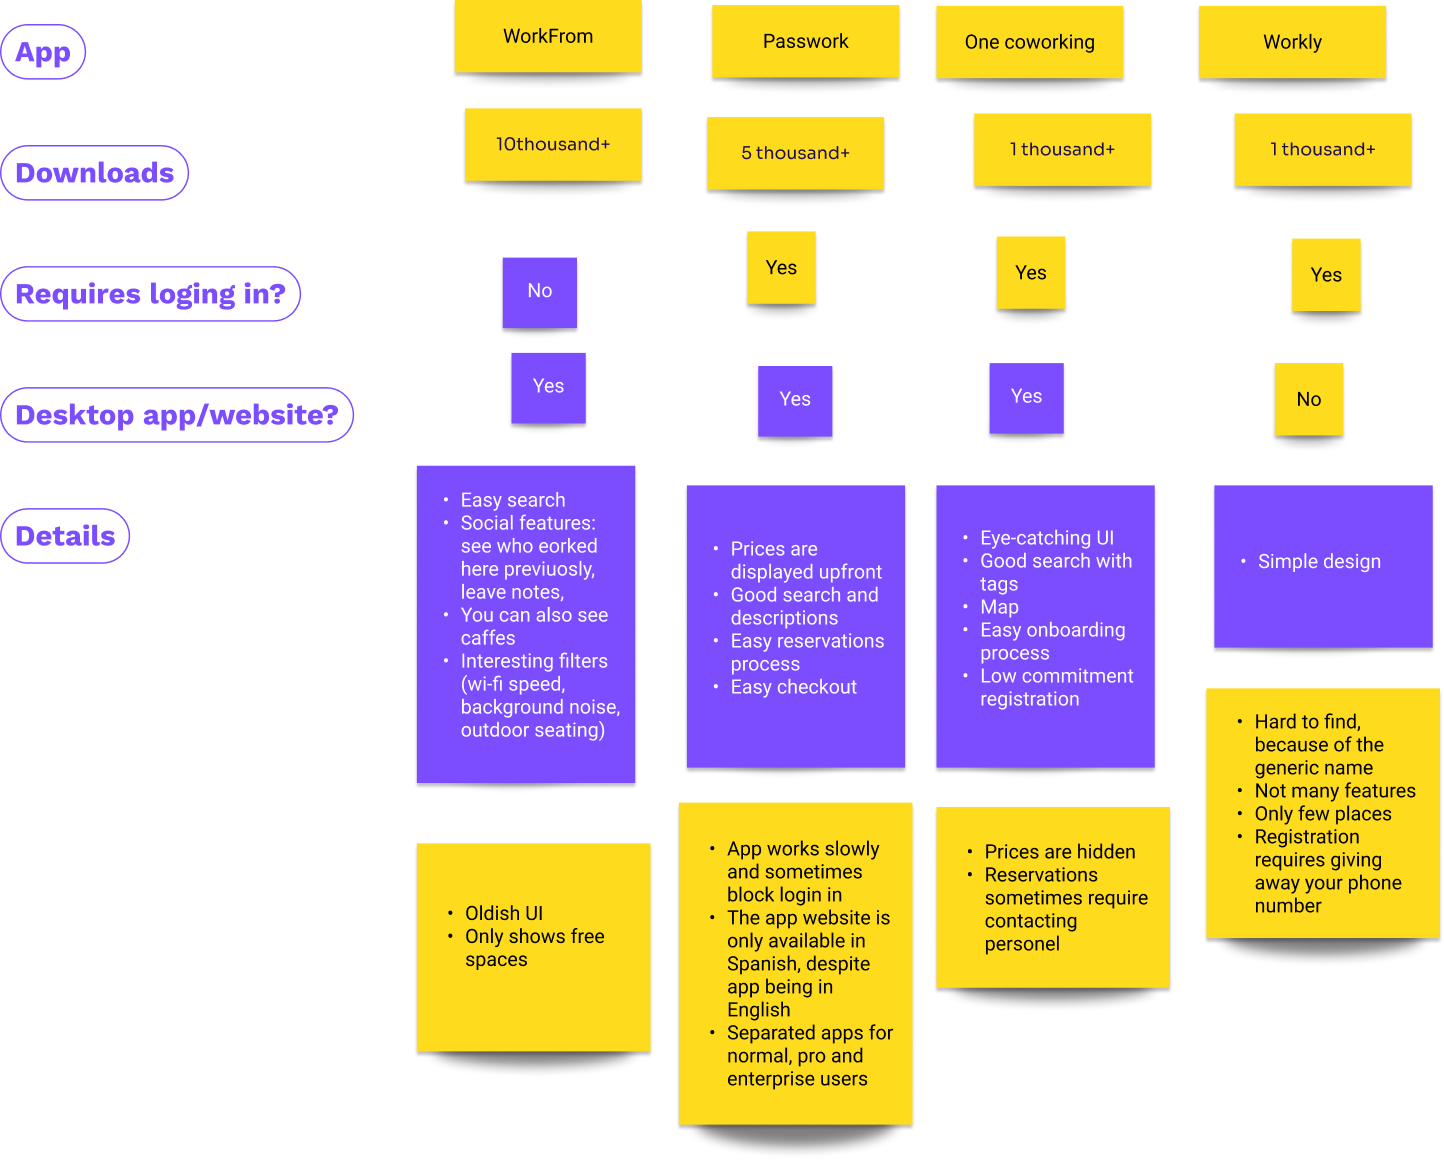 App
WorkFrom
Passwork
One coworking
Workly
Downloads
10thousand+
5 thousand+
1 thousand+
1 thousand+
Requires loging in?
No
Yes
Yes
Yes
Desktop app/website?
Yes
Yes
Yes
No
Details
• Easy search
• Social features:
see who eorked
here previuosly,
leave notes,
• You can also see
caffes
• Interesting filters
(wi-fi speed,
background noise,
outdoor seating)
• Prices are
displayed upfront
• Good search and
descriptions
• Easy reservations
process
• Easy checkout
• Eye-catching UI
• Good search with
tags
• Map
• Easy onboarding
process
• Low commitment
registration
• Simple design
• Oldish UI
• Only shows free
spaces
• App works slowly
and sometimes
block login in
• The app website is
only available in
Spanish, despite
app being in
English
• Separated apps for
normal, pro and
enterprise users
• Prices are hidden
• Reservations
sometimes require
contacting
personel
• Hard to find,
because of the
generic name
• Not many features
• Only few places
• Registration
requires giving
away your phone
number